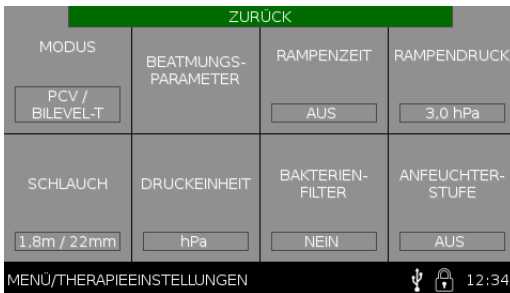 ZURÜCK
MODUS
PCV /
BILEVEL-T
BEATMUNGS-
PARAMETER
RAMPENZEIT
AUS
RAMPENDRUCK
3,0 hPa
SCHLAUCH
1,8m / 22mm
DRUCKEINHEIT
hPa
BAKTERIEN-
FILTER
NEIN
ANFEUCHTER-
STUFE
AUS
MENÜ/THERAPIEEINSTELLUNGEN
12:34